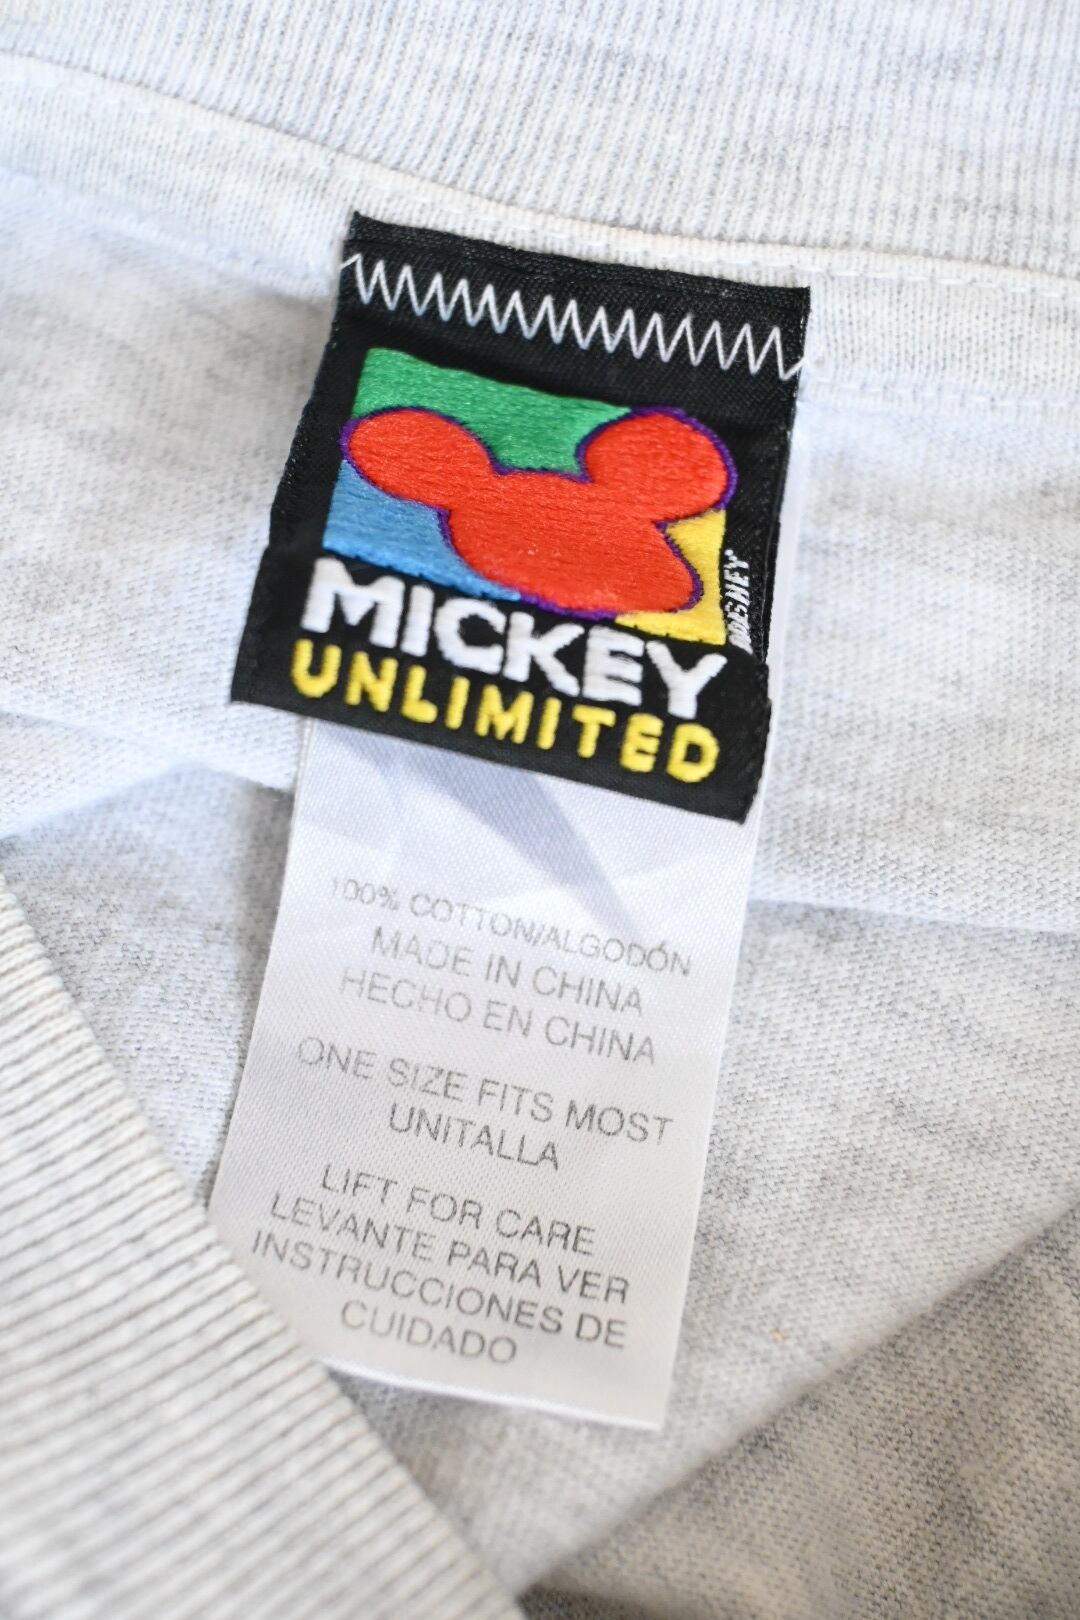 MICKEY
UNLIMITED
©DISNEY
100% COTTON/ALGODÓN
MADE IN CHINA
HECHO EN CHINA
ONE SIZE FITS MOST
UNITALLA
LIFT FOR CARE
LEVANTE PARA VER
INSTRUCCIONES DE
CUIDADO